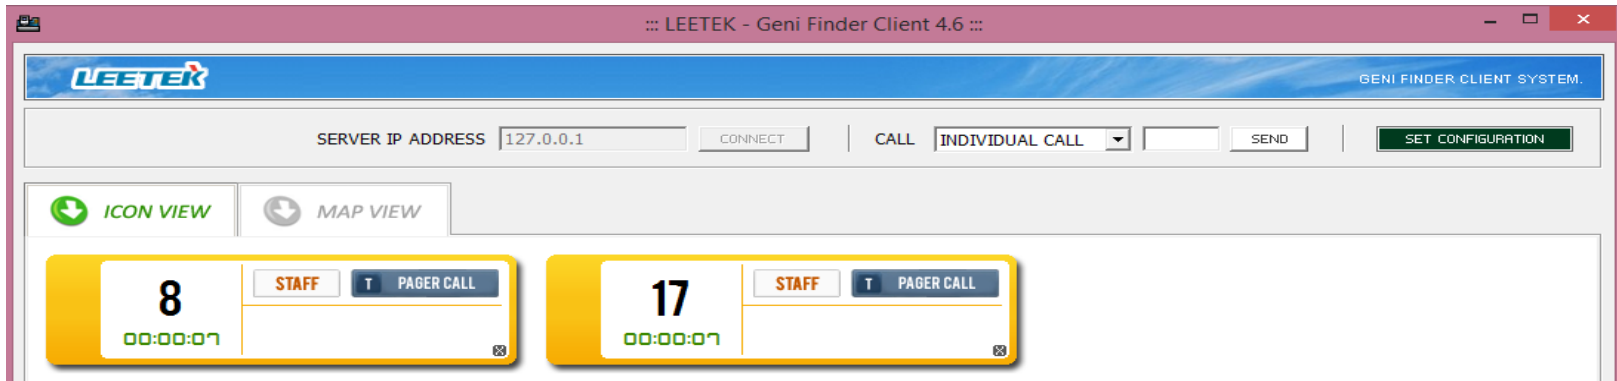 ::: LEETEK - Geni Finder Client 4.6 :::
LEETEK
GENI FINDER CLIENT SYSTEM.
SERVER IP ADDRESS 127.0.0.1 CONNECT CALL INDIVIDUAL CALL SEND SET CONFIGURATION
ICON VIEW MAP VIEW
8 STAFF T PAGER CALL
00:00:07
17 STAFF T PAGER CALL
00:00:07